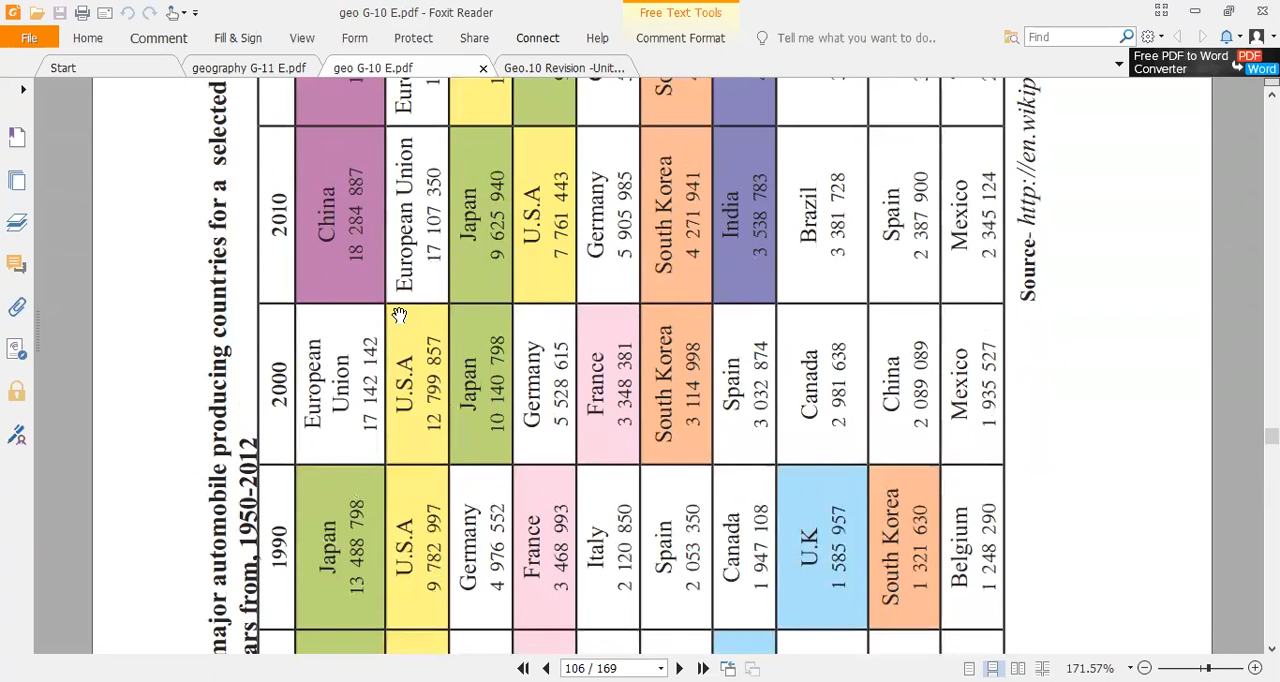 geo G-10 E.pdf - Foxit Reader
Free Text Tools
File
Home
Comment
Fill & Sign
View
Form
Protect
Share
Connect
Help
Comment Format
Tell me what you want to do..
Find
Start
geography G-11 E.pdf
geo G-10 E.pdf
Geo.10 Revision -Unit...
Free PDF to Word
Converter
PDF
Word
major automobile producing countries for a selected
ars from, 1950-2012
2010
China
18 284 887
European Union
17 107 350
Japan
9 625 940
U.S.A
7 761 443
Germany
5 905 985
South Korea
4 271 941
India
3 538 783
Brazil
3 381 728
Spain
2 387 900
Mexico
2 345 124
2000
European
Union
17 142 142
U.S.A
12 799 857
Japan
10 140 798
Germany
5 528 615
France
3 348 381
South Korea
3 114 998
Spain
3 032 874
Canada
2 981 638
China
2 089 089
Mexico
1 935 527
1990
Japan
13 488 798
U.S.A
9 782 997
Germany
4 976 552
France
3 468 993
Italy
2 120 850
Spain
2 053 350
Canada
1 947 108
U.K
1 585 957
South Korea
1 321 630
Belgium
1 248 290
Source- http://en.wikip
106 / 169
171.57%